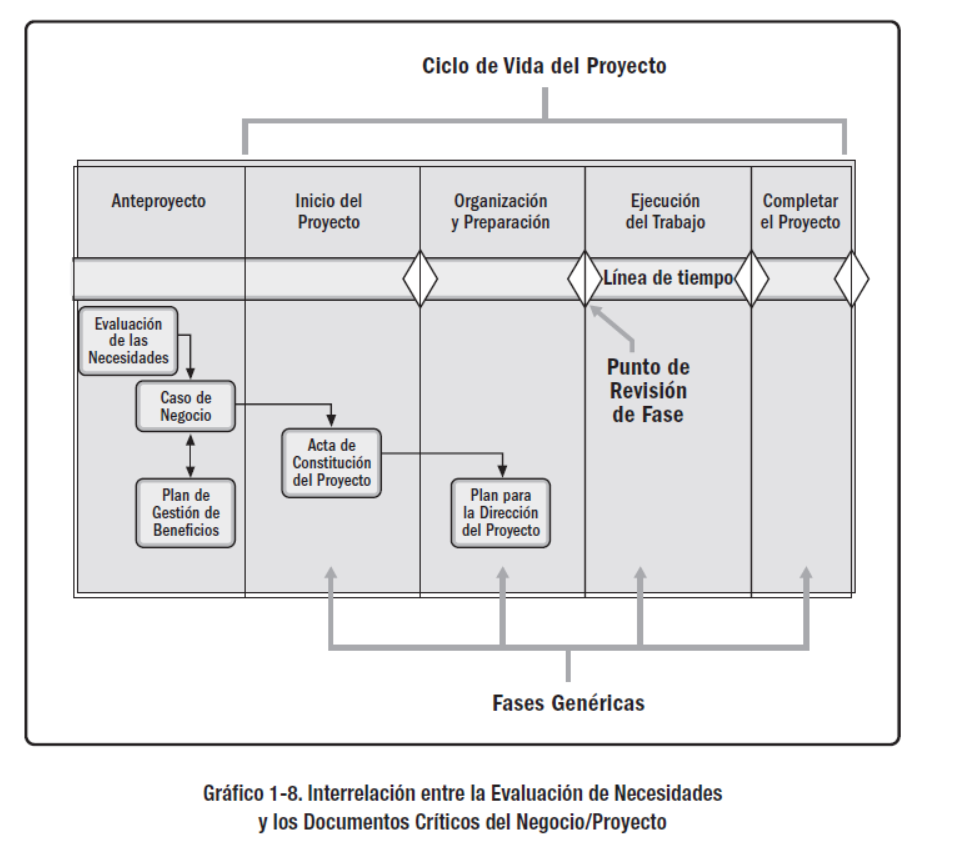 Ciclo de Vida del Proyecto
Anteproyecto
Inicio del
Proyecto
Organización
y Preparación
Ejecución
del Trabajo
Completar
el Proyecto
Línea de tiempo
Evaluación
de las
Necesidades
Caso de
Negocio
Plan de
Gestión de
Beneficios
Acta de
Constitución
del Proyecto
Plan para
la Dirección
del Proyecto
Punto de
Revisión
de Fase
Fases Genéricas
Gráfico 1-8. Interrelación entre la Evaluación de Necesidades
y los Documentos Críticos del Negocio/Proyecto